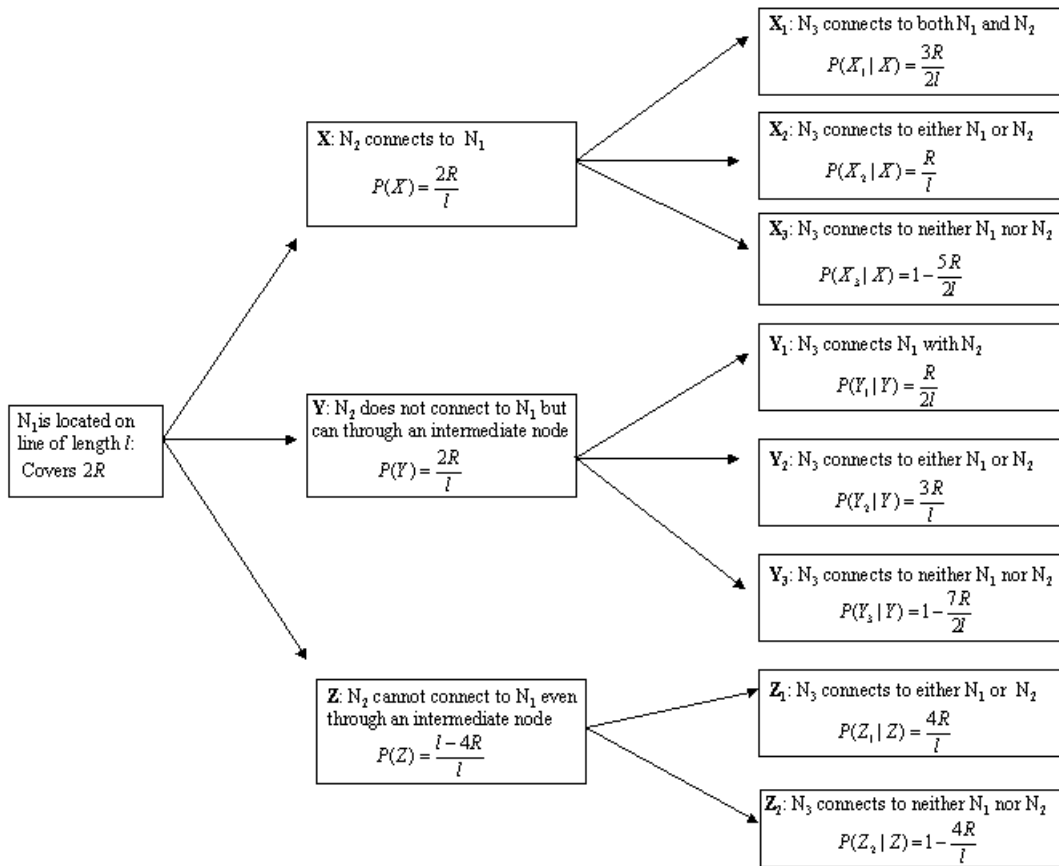 N₁is located on
line of length l:
Covers 2R
X: N₂ connects to N₁
P(X) = 2R/l
Y: N₂ does not connect to N₁ but
can through an intermediate node
P(Y) = 2R/l
Z: N₂ cannot connect to N₁ even
through an intermediate node
P(Z) = (l − 4R)/l
X₁: N₃ connects to both N₁ and N₂
P(X₁ | X) = 3R/2l
X₂: N₃ connects to either N₁ or N₂
P(X₂ | X) = R/l
X₃: N₃ connects to neither N₁ nor N₂
P(X₃ | X) = 1 − 5R/2l
Y₁: N₃ connects N₁ with N₂
P(Y₁ | Y) = R/2l
Y₂: N₃ connects to either N₁ or N₂
P(Y₂ | Y) = 3R/l
Y₃: N₃ connects to neither N₁ nor N₂
P(Y₃ | Y) = 1 − 7R/2l
Z₁: N₃ connects to either N₁ or N₂
P(Z₁ | Z) = 4R/l
Z₂: N₃ connects to neither N₁ nor N₂
P(Z₂ | Z) = 1 − 4R/l